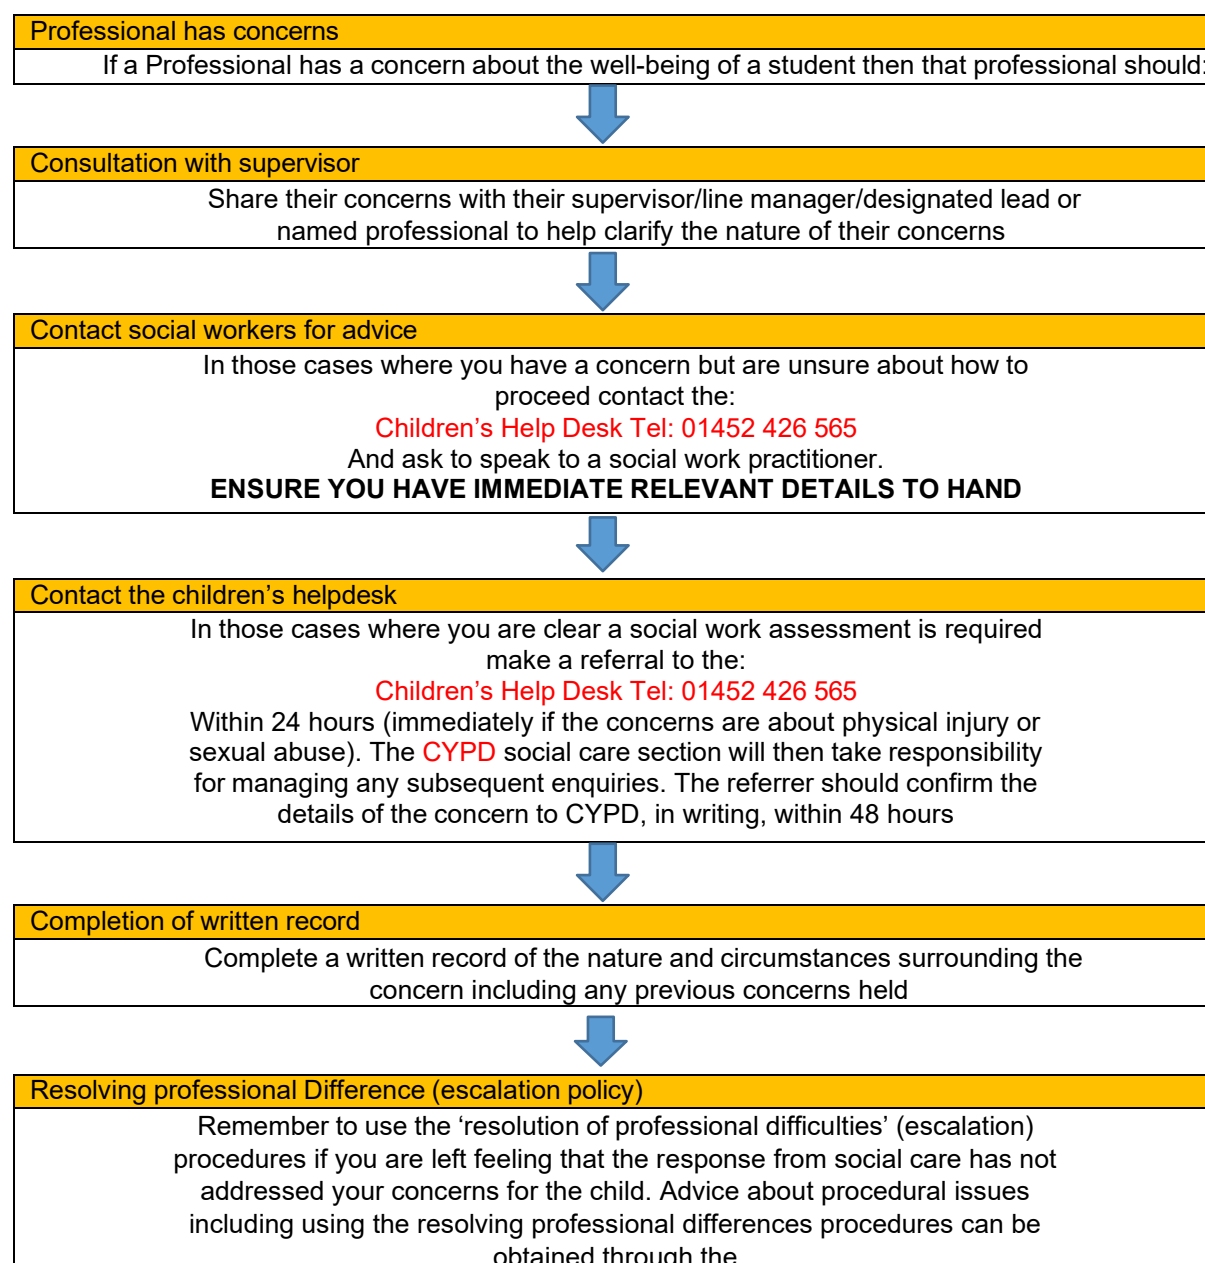 Professional has concerns
If a Professional has a concern about the well-being of a student then that professional should:
Consultation with supervisor
Share their concerns with their supervisor/line manager/designated lead or
named professional to help clarify the nature of their concerns
Contact social workers for advice
In those cases where you have a concern but are unsure about how to
proceed contact the:
Children’s Help Desk Tel: 01452 426 565
And ask to speak to a social work practitioner.
ENSURE YOU HAVE IMMEDIATE RELEVANT DETAILS TO HAND
Contact the children’s helpdesk
In those cases where you are clear a social work assessment is required
make a referral to the:
Children’s Help Desk Tel: 01452 426 565
Within 24 hours (immediately if the concerns are about physical injury or
sexual abuse). The CYPD social care section will then take responsibility
for managing any subsequent enquiries. The referrer should confirm the
details of the concern to CYPD, in writing, within 48 hours
Completion of written record
Complete a written record of the nature and circumstances surrounding the
concern including any previous concerns held
Resolving professional Difference (escalation policy)
Remember to use the ‘resolution of professional difficulties’ (escalation)
procedures if you are left feeling that the response from social care has not
addressed your concerns for the child. Advice about procedural issues
including using the resolving professional differences procedures can be
obtained through the